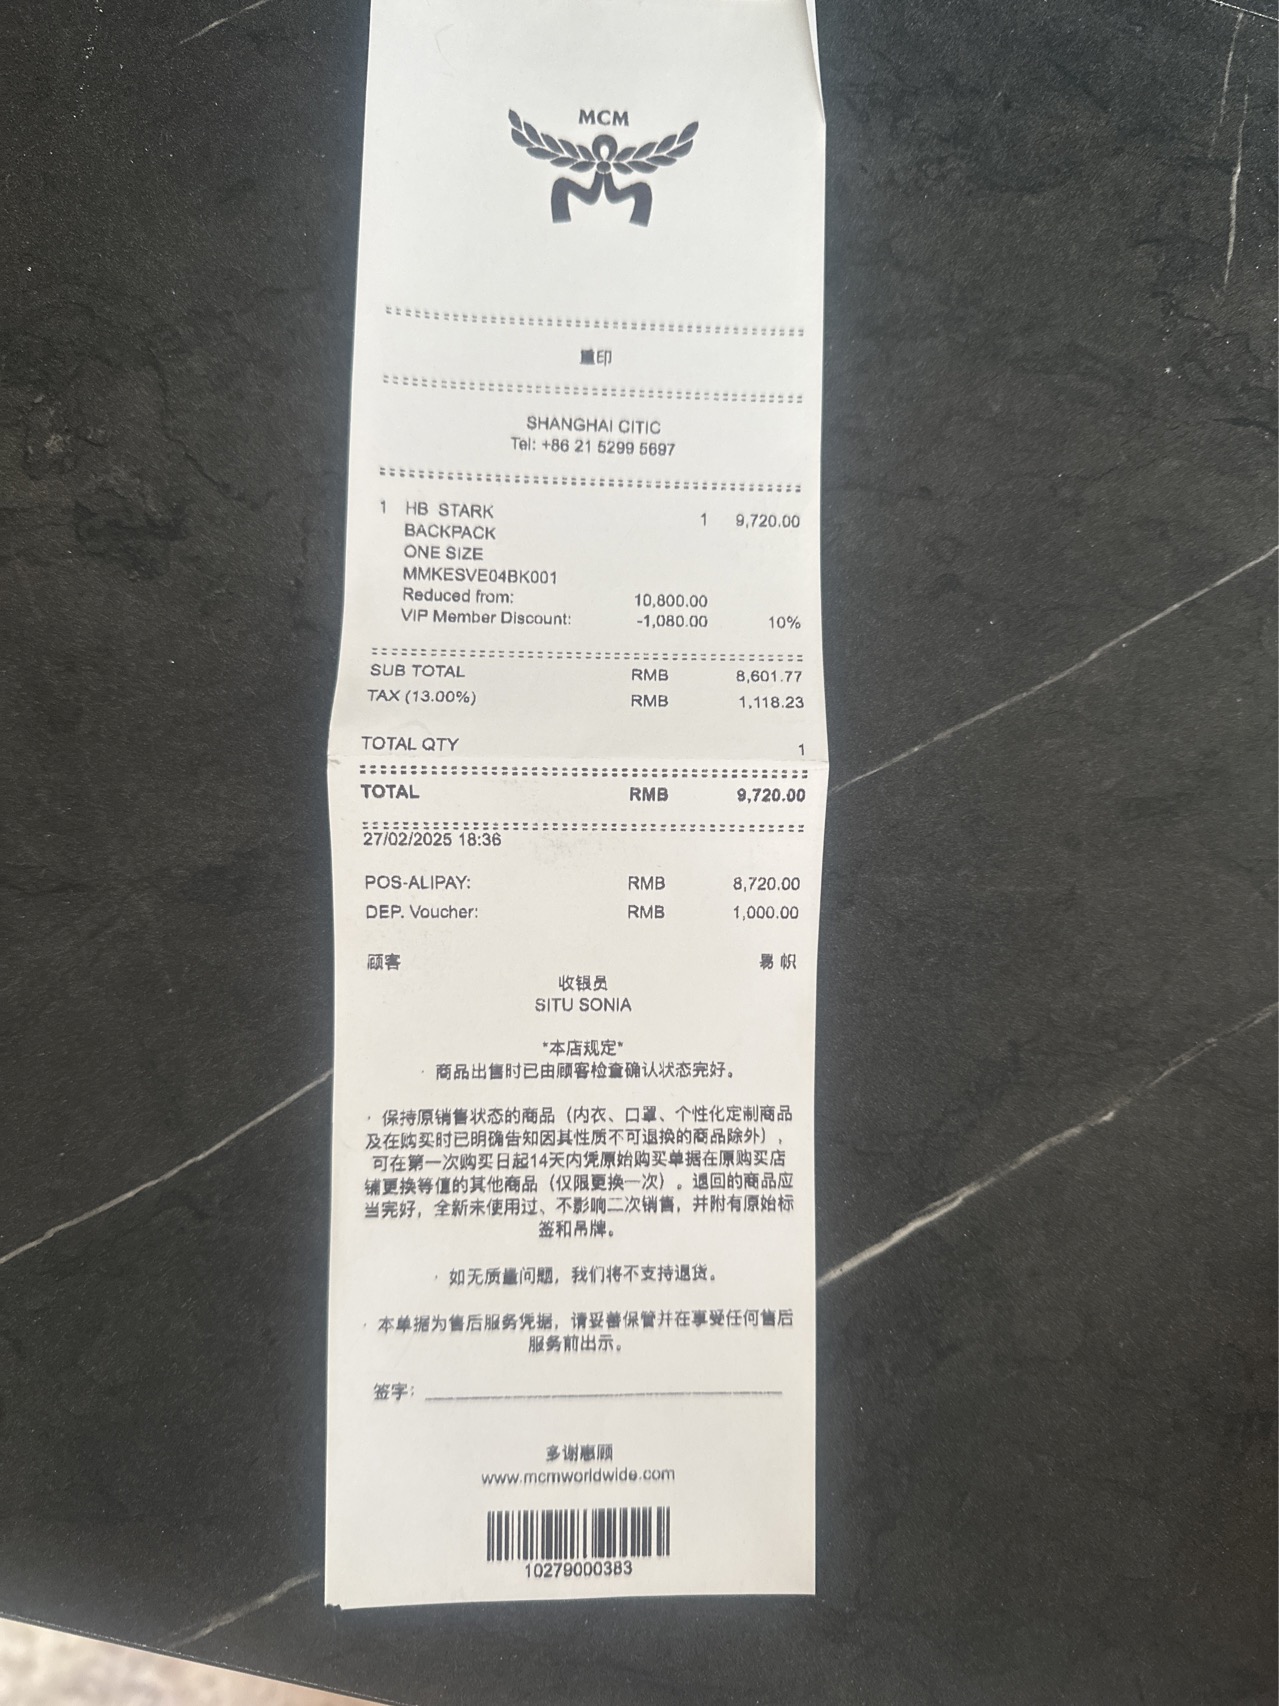 MCM
重印
SHANGHAI CITIC
Tel: +86 21 5299 5697
1 HB STARK 1 9,720.00
BACKPACK
ONE SIZE
MMKESVE04BK001
Reduced from: 10,800.00
VIP Member Discount: -1,080.00 10%
SUB TOTAL RMB 8,601.77
TAX (13.00%) RMB 1,118.23
TOTAL QTY 1
TOTAL RMB 9,720.00
27/02/2025 18:36
POS-ALIPAY: RMB 8,720.00
DEP. Voucher: RMB 1,000.00
顾客 易 帜
收银员
SITU SONIA
*本店规定*
· 商品出售时已由顾客检查确认状态完好。
· 保持原销售状态的商品（内衣、口罩、个性化定制商品
及在购买时已明确告知因其性质不可退换的商品除外），
可在第一次购买日起14天内凭原始购买单据在原购买店
铺更换等值的其他商品（仅限更换一次）。退回的商品应
当完好，全新未使用过、不影响二次销售，并附有原始标
签和吊牌。
· 如无质量问题，我们将不支持退货。
· 本单据为售后服务凭据，请妥善保管并在享受任何售后
服务前出示。
签字：
多谢惠顾
www.mcmworldwide.com
10279000383